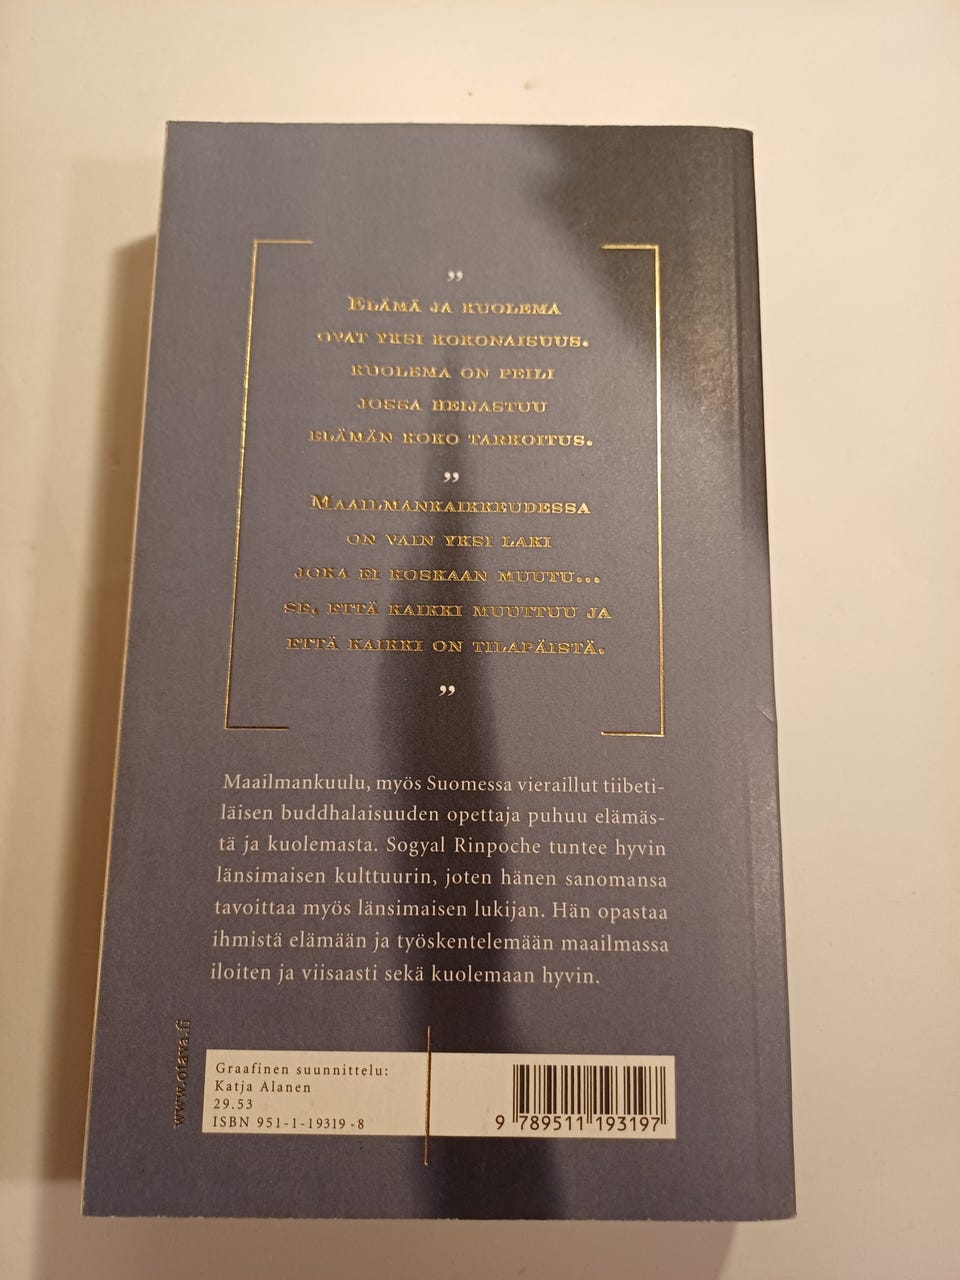 ”
Elämä ja kuolema
ovat yksi kokonaisuus.
Kuolema on peili
jossa heijastuu
elämän koko tarkoitus.
”
Maailmankaikkeudessa
on vain yksi laki
joka ei koskaan muutu...
se, että kaikki muuttuu ja
että kaikki on tilapäistä.
”
Maailmankuulu, myös Suomessa vieraillut tiibeti-
läisen buddhalaisuuden opettaja puhuu elämäs-
tä ja kuolemasta. Sogyal Rinpoche tuntee hyvin
länsimaisen kulttuurin, joten hänen sanomansa
tavoittaa myös länsimaisen lukijan. Hän opastaa
ihmistä elämään ja työskentelemään maailmassa
iloiten ja viisaasti sekä kuolemaan hyvin.
www.otava.fi
Graafinen suunnittelu:
Katja Alanen
29.53
ISBN 951-1-19319-8
9 789511 193197